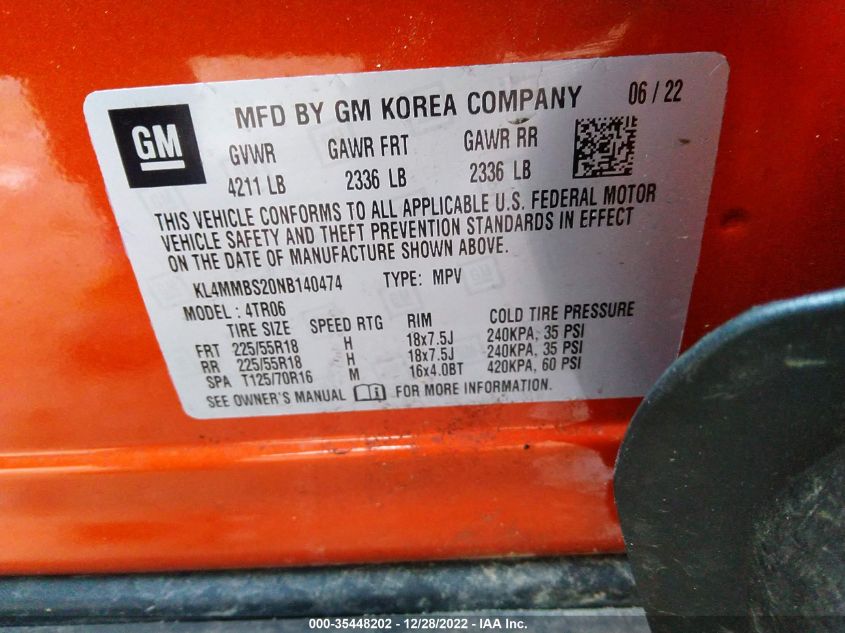 GM
MFD BY GM KOREA COMPANY 06 / 22
GVWR GAWR FRT GAWR RR
4211 LB 2336 LB 2336 LB
THIS VEHICLE CONFORMS TO ALL APPLICABLE U.S. FEDERAL MOTOR
VEHICLE SAFETY AND THEFT PREVENTION STANDARDS IN EFFECT
ON THE DATE OF MANUFACTURE SHOWN ABOVE.
KL4MMBS20NB140474 TYPE: MPV
MODEL : 4TR06
TIRE SIZE SPEED RTG RIM COLD TIRE PRESSURE
FRT 225/55R18 H 18x7.5J 240KPA, 35 PSI
RR 225/55R18 H 18x7.5J 240KPA, 35 PSI
SPA T125/70R16 M 16x4.0BT 420KPA, 60 PSI
SEE OWNER'S MANUAL FOR MORE INFORMATION.
000-35448202 - 12/28/2022 - IAA Inc.